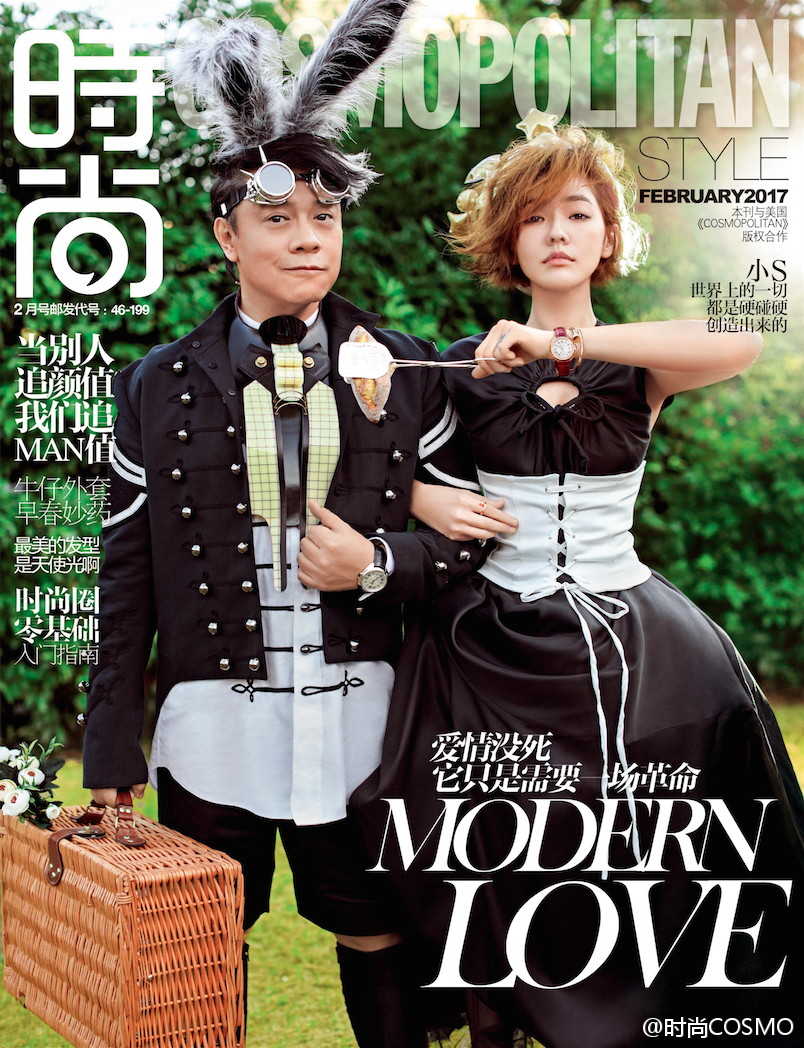 COSMOPOLITAN
時尚
STYLE
FEBRUARY2017
本刊与美国
《COSMOPOLITAN》
版权合作
2月号邮发代号：46-199
小S
世界上的一切
都是硬碰硬
创造出来的
当别人
追颜值
我们追
MAN值
牛仔外套
早春妙药
最美的发型
是天使光啊
时尚圈
零基础
入门指南
爱情没死
它只是需要一场革命
MODERN
LOVE
@时尚COSMO